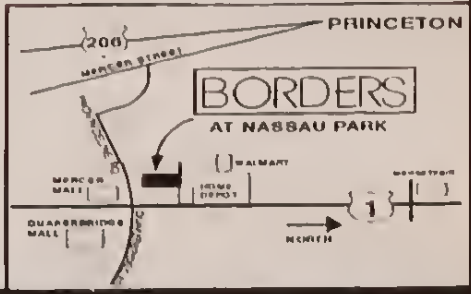 PRINCETON
206
MERCER STREET
BORDERS
AT NASSAU PARK
WALMART
MERCER
MALL
HOME
DEPOT
1
QUAKERBRIDGE
MALL
NORTH